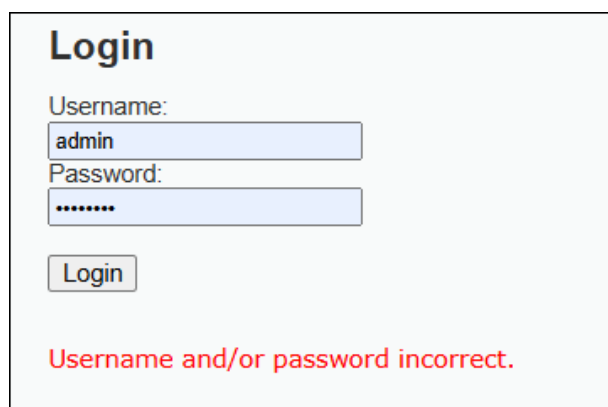 Login
Username:
admin
Password:
••••••••
Login
Username and/or password incorrect.